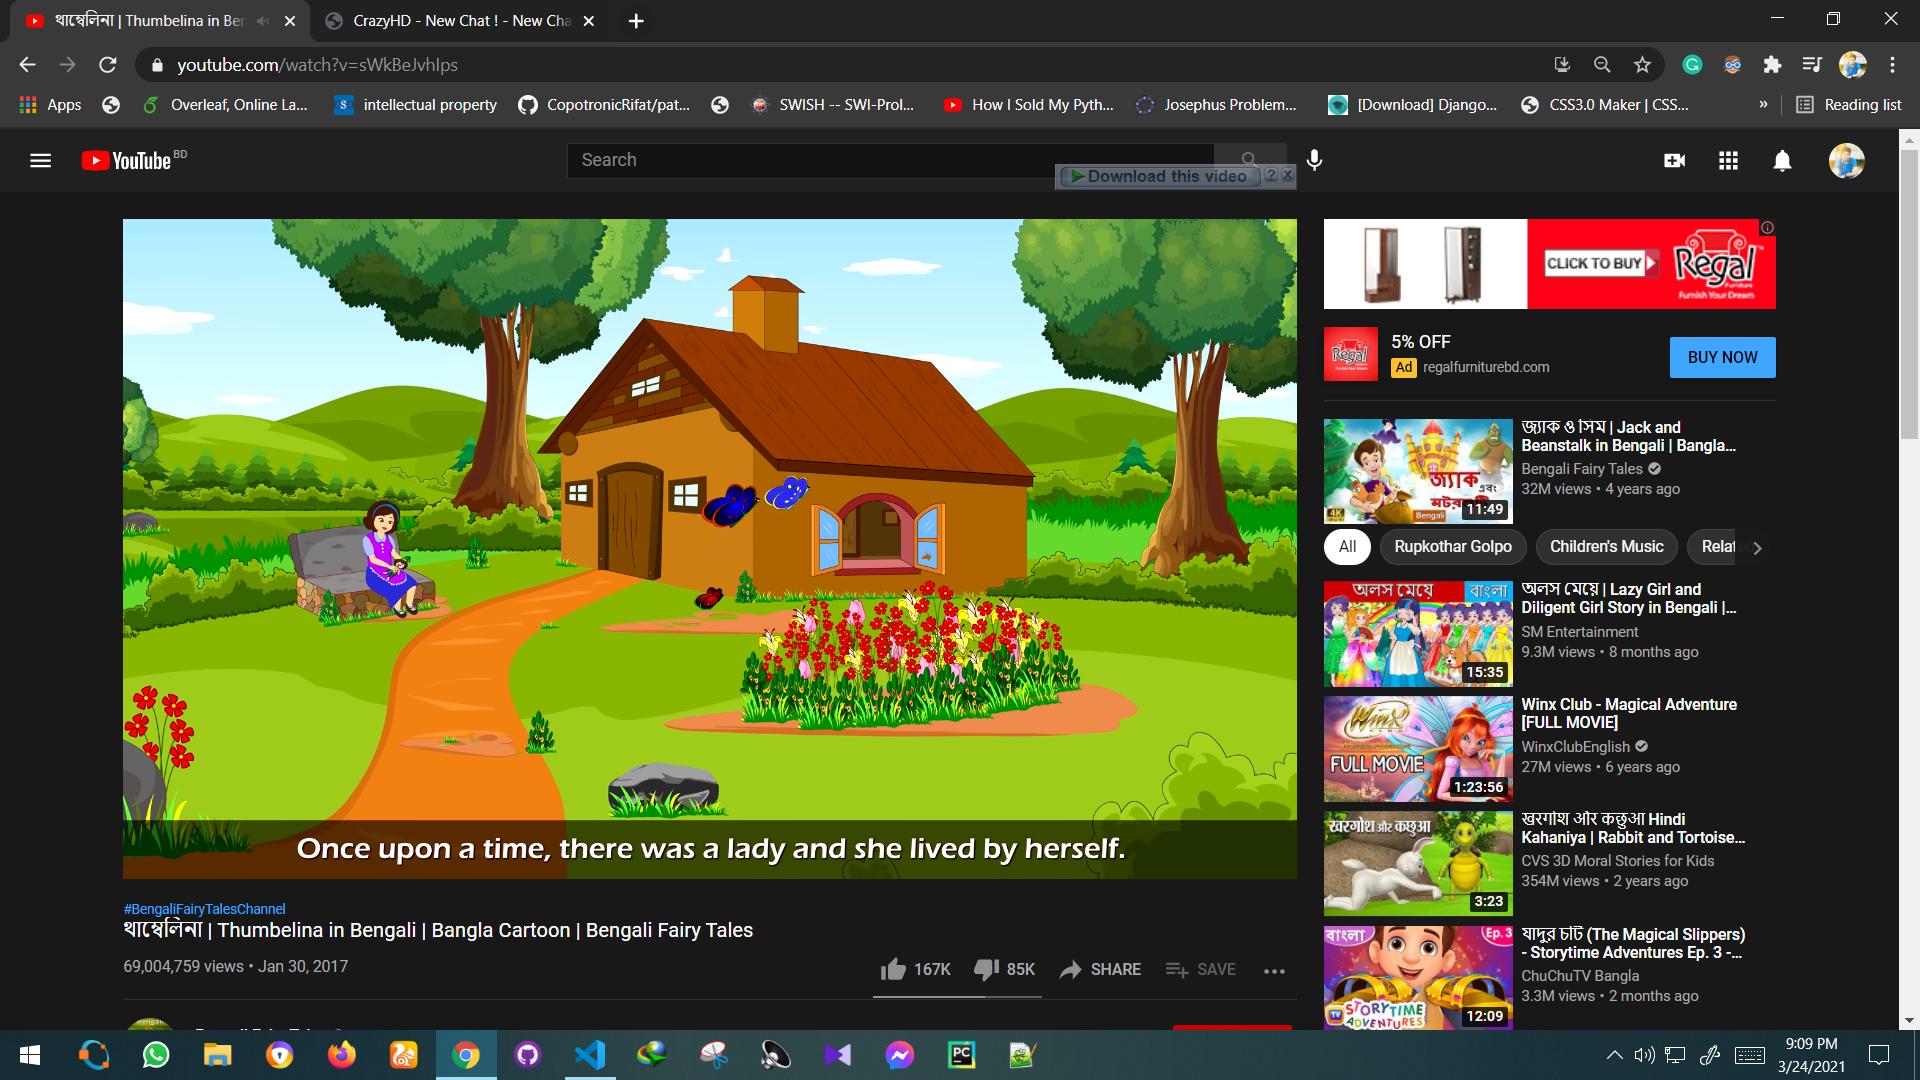 থাম্বেলিনা | Thumbelina in Ben
CrazyHD - New Chat ! - New Cha
youtube.com/watch?v=sWkBeJvhIps
Apps
Overleaf, Online La...
intellectual property
CopotronicRifat/pat...
SWISH -- SWI-Prol...
How I Sold My Pyth...
Josephus Problem...
[Download] Django...
CSS3.0 Maker | CSS...
»
Reading list
YouTube BD
Search
Download this video
CLICK TO BUY
Regal
Furniture
Furnish Your Dream
Regal
5% OFF
Ad regalfurniturebd.com
BUY NOW
জ্যাক
এবং
4K
Bengali
11:49
জ্যাক ও সিম | Jack and
Beanstalk in Bengali | Bangla...
Bengali Fairy Tales
32M views • 4 years ago
All
Rupkothar Golpo
Children's Music
অলস মেয়ে
বাংলা
15:35
অলস মেয়ে | Lazy Girl and
Diligent Girl Story in Bengali |...
SM Entertainment
9.3M views • 8 months ago
Winx
FULL MOVIE
1:23:56
Winx Club - Magical Adventure
[FULL MOVIE]
WinxClubEnglish
27M views • 6 years ago
खरगोश और कछुआ
3:23
खरगोश और कछुआ Hindi
Kahaniya | Rabbit and Tortoise...
CVS 3D Moral Stories for Kids
354M views • 2 years ago
বাংলা
Ep. 3
STORYTIME
ADVENTURES
12:09
যাদুর চটি (The Magical Slippers)
- Storytime Adventures Ep. 3 -...
ChuChuTV Bangla
3.3M views • 2 months ago
Once upon a time, there was a lady and she lived by herself.
#BengaliFairyTalesChannel
থাম্বেলিনা | Thumbelina in Bengali | Bangla Cartoon | Bengali Fairy Tales
69,004,759 views • Jan 30, 2017
167K
85K
SHARE
SAVE
9:09 PM
3/24/2021